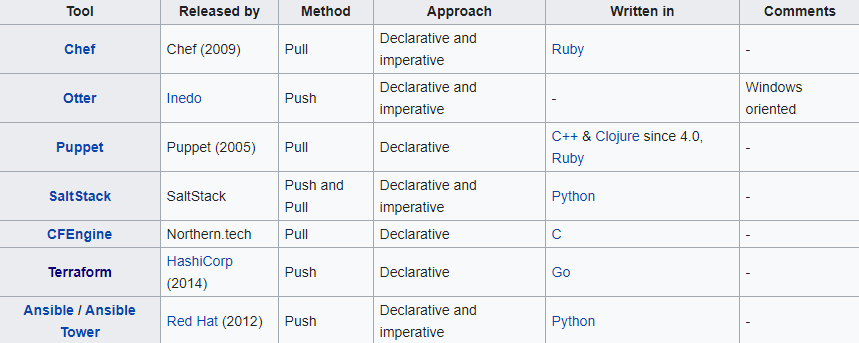 Tool Released by Method Approach Written in Comments
Chef Chef (2009) Pull Declarative and imperative Ruby -
Otter Inedo Push Declarative and imperative - Windows oriented
Puppet Puppet (2005) Pull Declarative C++ & Clojure since 4.0, Ruby -
SaltStack SaltStack Push and Pull Declarative and imperative Python -
CFEngine Northern.tech Pull Declarative C -
Terraform HashiCorp (2014) Push Declarative Go -
Ansible / Ansible Tower Red Hat (2012) Push Declarative and imperative Python -